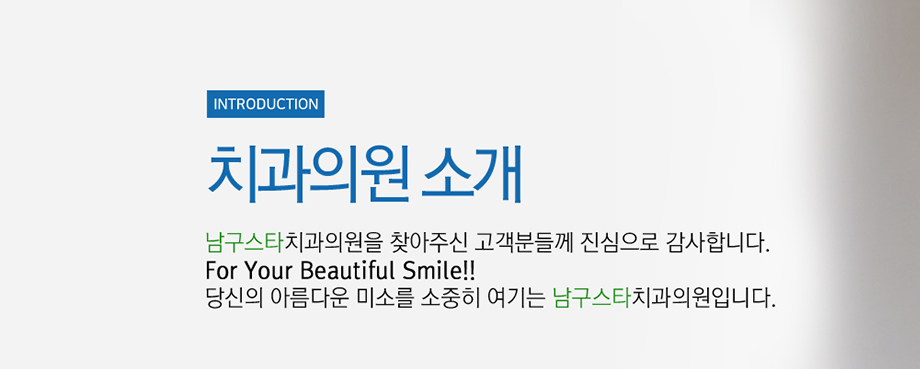 INTRODUCTION
치과의원 소개
남구스타치과의원을 찾아주신 고객분들께 진심으로 감사합니다.
For Your Beautiful Smile!!
당신의 아름다운 미소를 소중히 여기는 남구스타치과의원입니다.